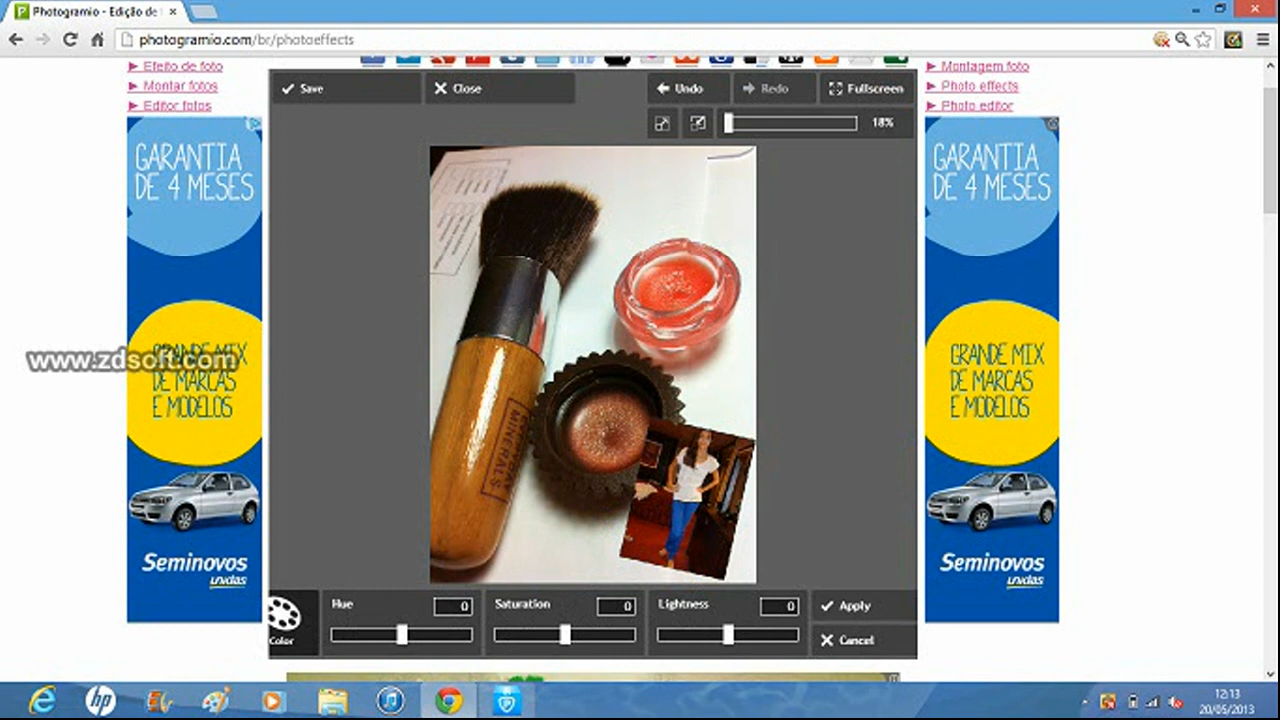 Photogramio - Edição de
photogramio.com/br/photoeffects
► Efeito de foto
► Montar fotos
► Editor fotos
► Montagem foto
► Photo effects
► Photo editor
Save
Close
Undo
Redo
Fullscreen
18%
GARANTIA
DE 4 MESES
GRANDE MIX
DE MARCAS
E MODELOS
Seminovos
unidas
www.zdsoft.com
MINERALS
GARANTIA
DE 4 MESES
GRANDE MIX
DE MARCAS
E MODELOS
Seminovos
unidas
Color
Hue
0
Saturation
0
Lightness
0
Apply
Cancel
12:13
20/05/2013